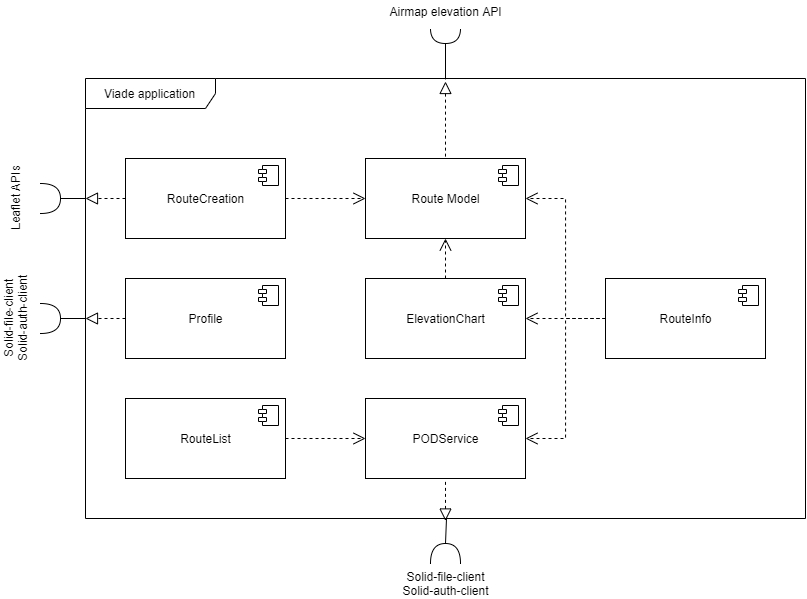 Airmap elevation API
Viade application
Leaflet APIs
RouteCreation
Route Model
Solid-file-client
Solid-auth-client
Profile
ElevationChart
RouteInfo
RouteList
PODService
Solid-file-client
Solid-auth-client